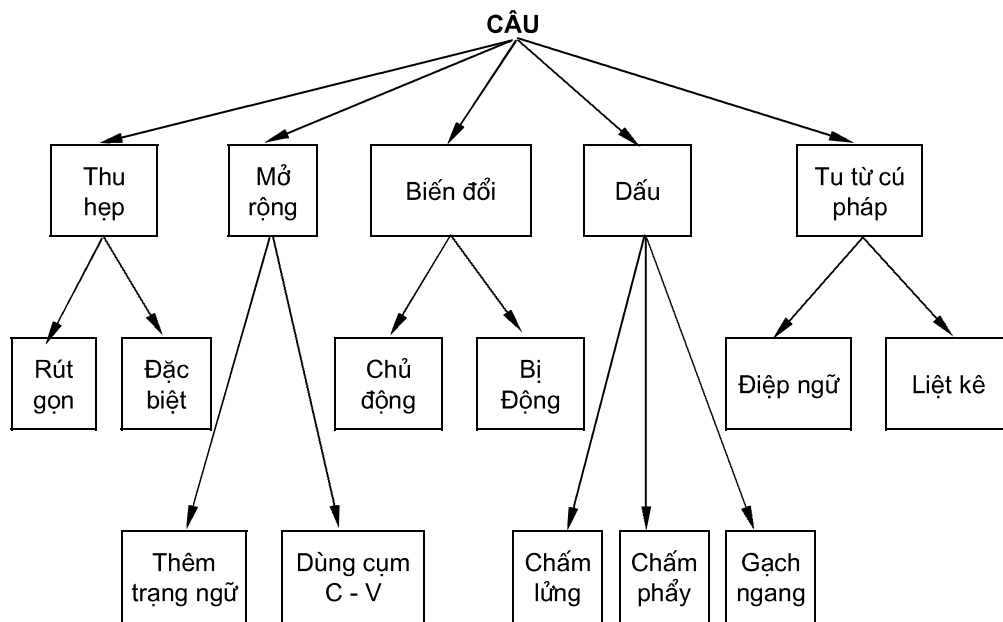 CÂU
Thu
hẹp
Mở
rộng
Biến đổi
Dấu
Tu từ cú
pháp
Rút
gọn
Đặc
biệt
Chủ
động
Bị
Động
Điệp ngữ
Liệt kê
Thêm
trạng ngữ
Dùng cụm
C - V
Chấm
lửng
Chấm
phẩy
Gạch
ngang